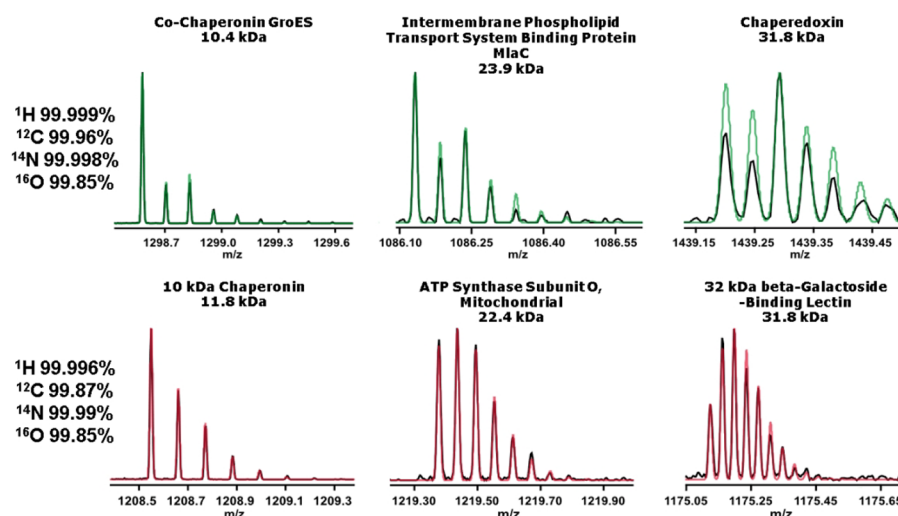 Co-Chaperonin GroES
10.4 kDa
Intermembrane Phospholipid
Transport System Binding Protein
MlaC
23.9 kDa
Chaperedoxin
31.8 kDa
¹H 99.999%
¹²C 99.96%
¹⁴N 99.998%
¹⁶O 99.85%
1298.7 1299.0 1299.3 1299.6
m/z
1086.10 1086.25 1086.40 1086.55
m/z
1439.15 1439.25 1439.35 1439.45
m/z
10 kDa Chaperonin
11.8 kDa
ATP Synthase Subunit O,
Mitochondrial
22.4 kDa
32 kDa beta-Galactoside
-Binding Lectin
31.8 kDa
¹H 99.996%
¹²C 99.87%
¹⁴N 99.99%
¹⁶O 99.85%
1208.5 1208.7 1208.9 1209.1 1209.3
m/z
1219.30 1219.50 1219.70 1219.90
m/z
1175.05 1175.25 1175.45 1175.65
m/z